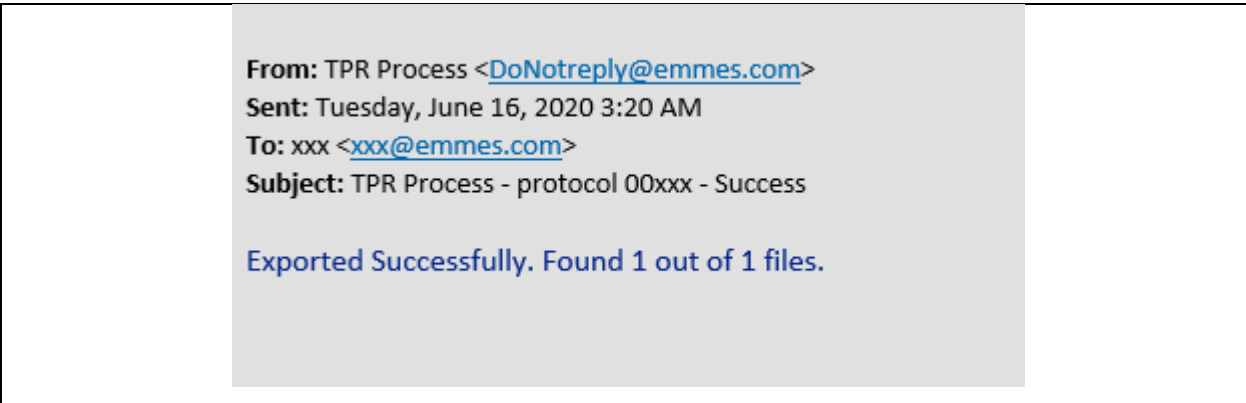 From: TPR Process <DoNotreply@emmes.com>
Sent: Tuesday, June 16, 2020 3:20 AM
To: xxx <xxx@emmes.com>
Subject: TPR Process - protocol 00xxx - Success
Exported Successfully. Found 1 out of 1 files.